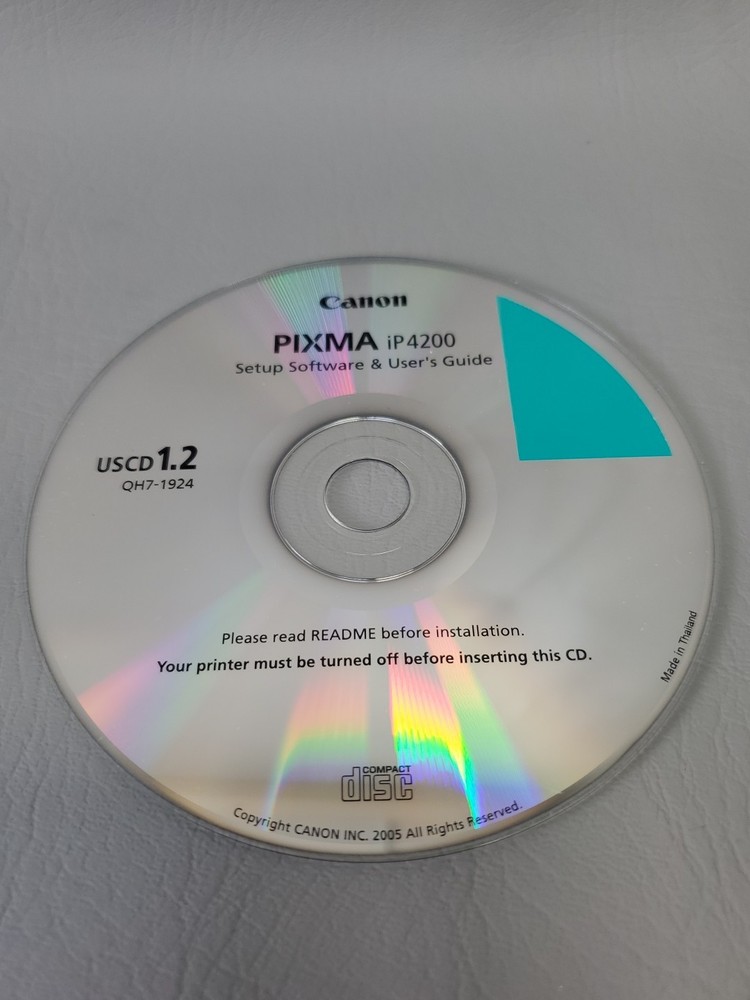 Canon
PIXMA iP4200
Setup Software & User's Guide
USCD 1.2
QH7-1924
Please read README before installation.
Your printer must be turned off before inserting this CD.
Made in Thailand
COMPACT
disc
Copyright CANON INC. 2005 All Rights Reserved.